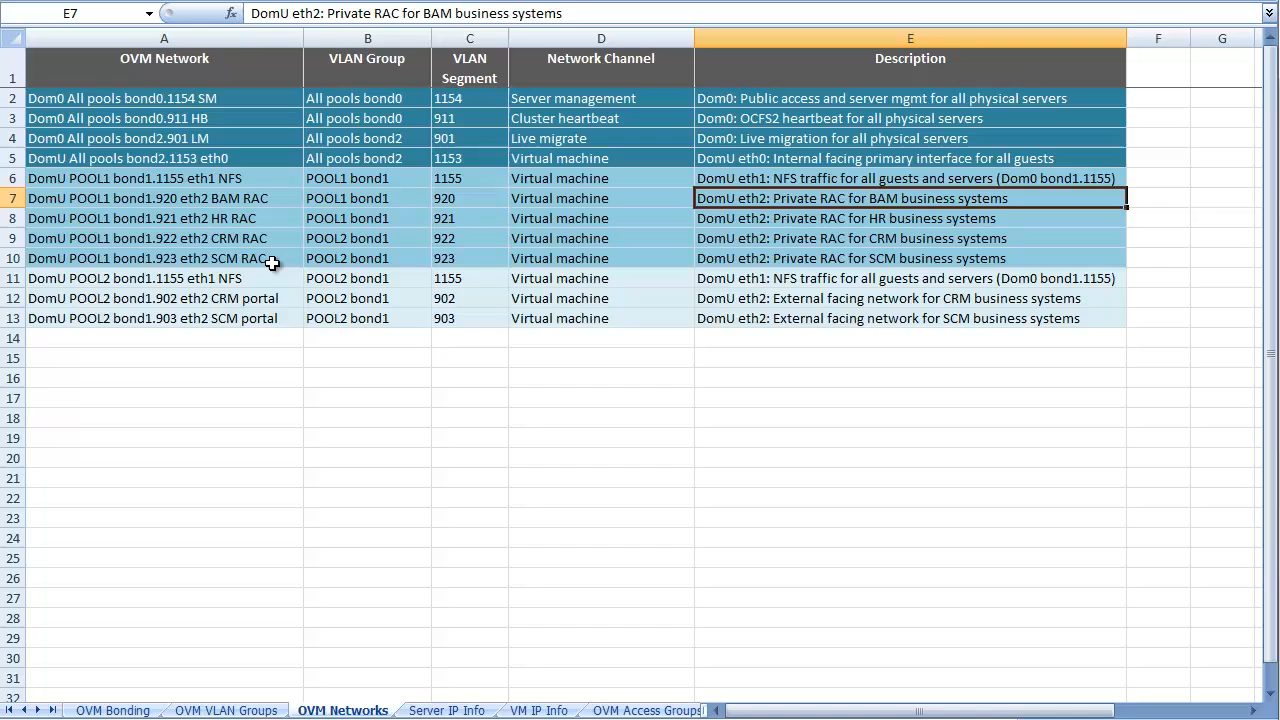 E7 DomU eth2: Private RAC for BAM business systems
A B C D E F G
1 OVM Network VLAN Group VLAN Segment Network Channel Description
2 Dom0 All pools bond0.1154 SM All pools bond0 1154 Server management Dom0: Public access and server mgmt for all physical servers
3 Dom0 All pools bond0.911 HB All pools bond0 911 Cluster heartbeat Dom0: OCFS2 heartbeat for all physical servers
4 Dom0 All pools bond2.901 LM All pools bond2 901 Live migrate Dom0: Live migration for all physical servers
5 DomU All pools bond2.1153 eth0 All pools bond2 1153 Virtual machine DomU eth0: Internal facing primary interface for all guests
6 DomU POOL1 bond1.1155 eth1 NFS POOL1 bond1 1155 Virtual machine DomU eth1: NFS traffic for all guests and servers (Dom0 bond1.1155)
7 DomU POOL1 bond1.920 eth2 BAM RAC POOL1 bond1 920 Virtual machine DomU eth2: Private RAC for BAM business systems
8 DomU POOL1 bond1.921 eth2 HR RAC POOL1 bond1 921 Virtual machine DomU eth2: Private RAC for HR business systems
9 DomU POOL1 bond1.922 eth2 CRM RAC POOL2 bond1 922 Virtual machine DomU eth2: Private RAC for CRM business systems
10 DomU POOL1 bond1.923 eth2 SCM RAC POOL2 bond1 923 Virtual machine DomU eth2: Private RAC for SCM business systems
11 DomU POOL2 bond1.1155 eth1 NFS POOL2 bond1 1155 Virtual machine DomU eth1: NFS traffic for all guests and servers (Dom0 bond1.1155)
12 DomU POOL2 bond1.902 eth2 CRM portal POOL2 bond1 902 Virtual machine DomU eth2: External facing network for CRM business systems
13 DomU POOL2 bond1.903 eth2 SCM portal POOL2 bond1 903 Virtual machine DomU eth2: External facing network for SCM business systems
14
15
16
17
18
19
20
21
22
23
24
25
26
27
28
29
30
31
32
OVM Bonding OVM VLAN Groups OVM Networks Server IP Info VM IP Info OVM Access Groups